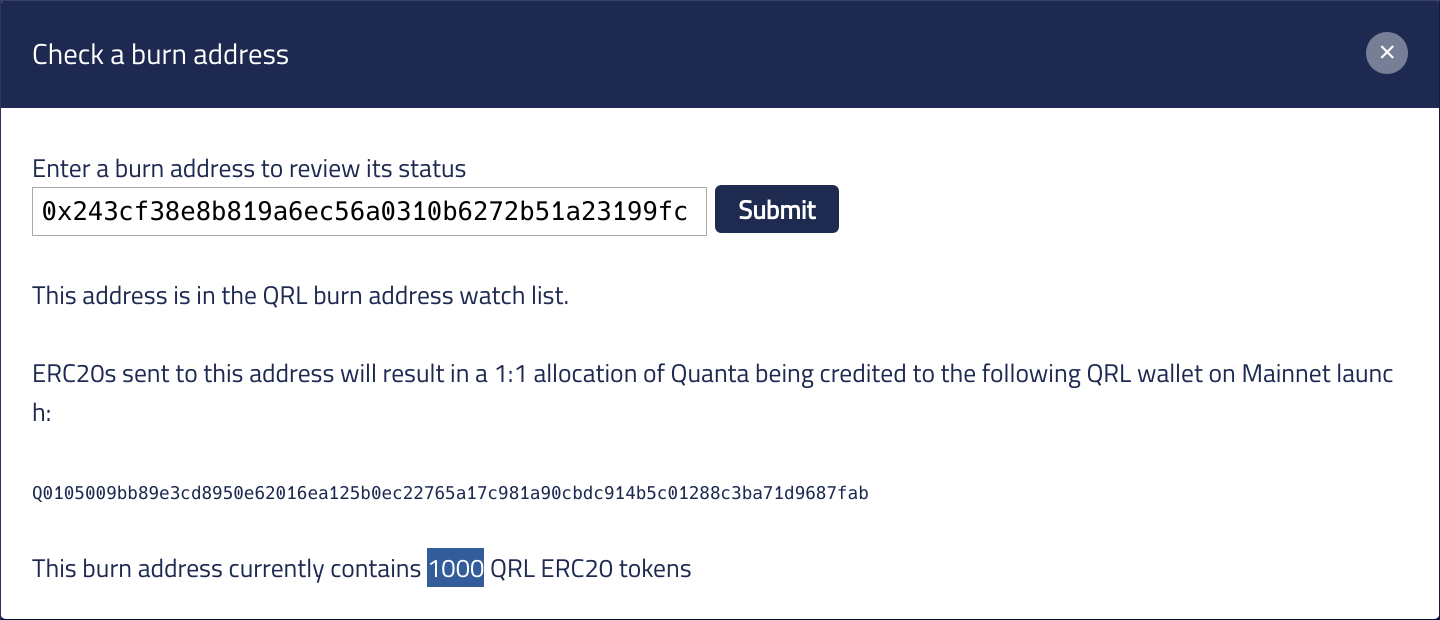 Check a burn address
Enter a burn address to review its status
0x243cf38e8b819a6ec56a0310b6272b51a23199fc
Submit
This address is in the QRL burn address watch list.
ERC20s sent to this address will result in a 1:1 allocation of Quanta being credited to the following QRL wallet on Mainnet launc
h:
Q0105009bb89e3cd8950e62016ea125b0ec22765a17c981a90cbdc914b5c01288c3ba71d9687fab
This burn address currently contains 1000 QRL ERC20 tokens